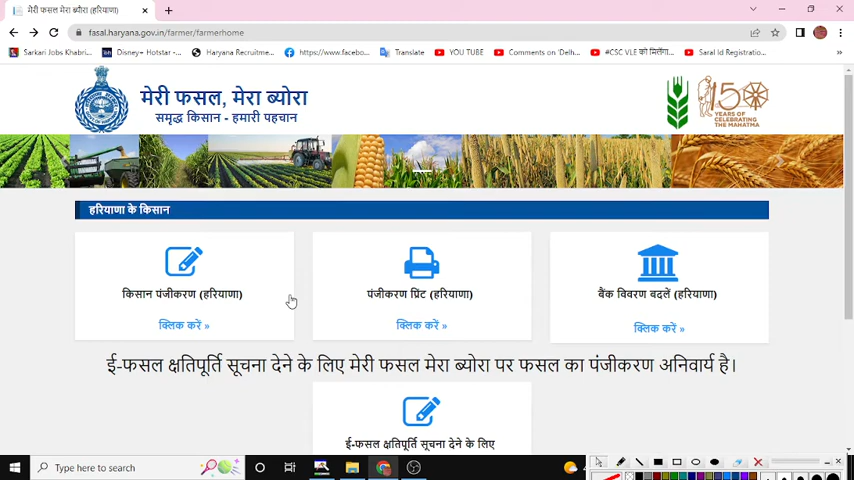 मेरी फसल मेरा ब्यौरा (हरियाणा)
fasal.haryana.gov.in/farmer/farmerhome
Sarkari Jobs Khabri...
Disney+ Hotstar -...
Haryana Recruitme...
https://www.facebo...
Translate
YOU TUBE
Comments on 'Delh...
#CSC VLE को मिलेंगा...
Saral Id Registratio...
मेरी फसल, मेरा ब्योरा
समृद्ध किसान - हमारी पहचान
150
YEARS OF
CELEBRATING
THE MAHATMA
हरियाणा के किसान
किसान पंजीकरण (हरियाणा)
क्लिक करें »
पंजीकरण प्रिंट (हरियाणा)
क्लिक करें »
बैंक विवरण बदलें (हरियाणा)
क्लिक करें »
ई-फसल क्षतिपूर्ति सूचना देने के लिए मेरी फसल मेरा ब्योरा पर फसल का पंजीकरण अनिवार्य है।
ई-फसल क्षतिपूर्ति सूचना देने के लिए
Type here to search